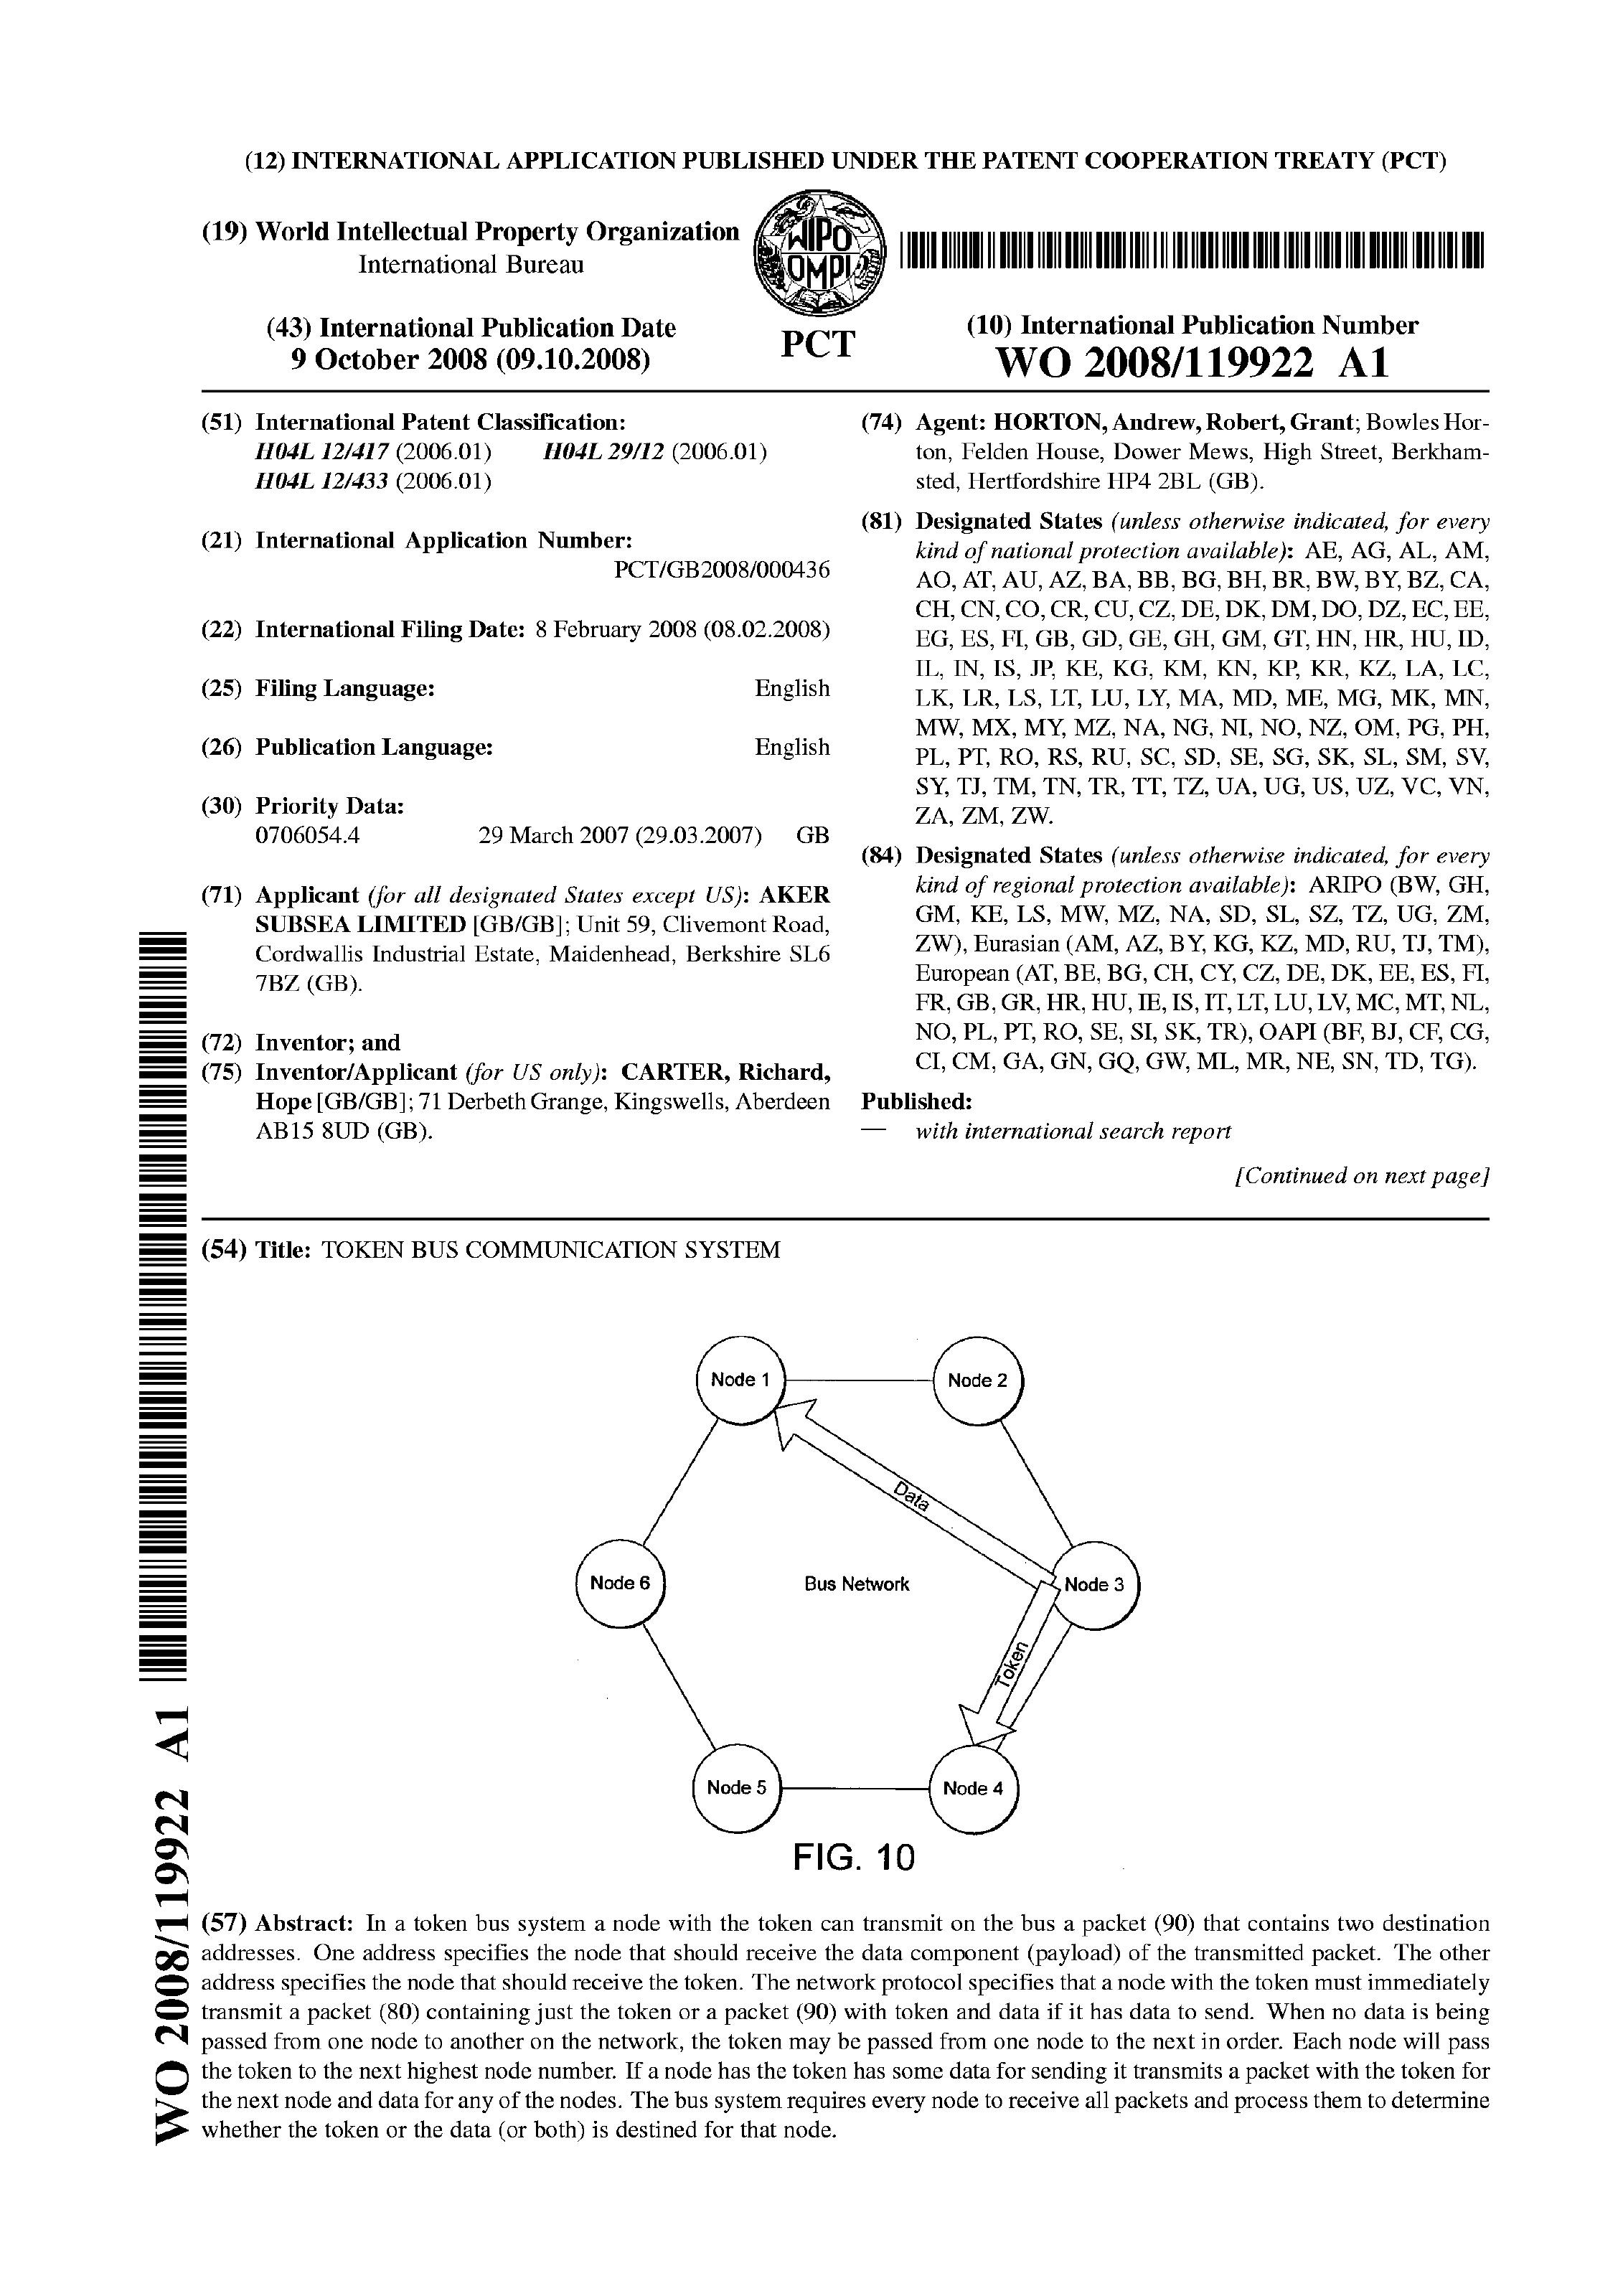 (12) INTERNATIONAL APPLICATION PUBLISHED UNDER THE PATENT COOPERATION TREATY (PCT)
(19) World Intellectual Property Organization
International Bureau
WIPO
OMPI
(43) International Publication Date
9 October 2008 (09.10.2008)
PCT
(10) International Publication Number
WO 2008/119922 A1
(51) International Patent Classification:
H04L 12/417 (2006.01) H04L 29/12 (2006.01)
H04L 12/433 (2006.01)
(21) International Application Number:
PCT/GB2008/000436
(22) International Filing Date: 8 February 2008 (08.02.2008)
(25) Filing Language: English
(26) Publication Language: English
(30) Priority Data:
0706054.4 29 March 2007 (29.03.2007) GB
(71) Applicant (for all designated States except US): AKER
SUBSEA LIMITED [GB/GB]; Unit 59, Clivemont Road,
Cordwallis Industrial Estate, Maidenhead, Berkshire SL6
7BZ (GB).
(72) Inventor; and
(75) Inventor/Applicant (for US only): CARTER, Richard,
Hope [GB/GB]; 71 Derbeth Grange, Kingswells, Aberdeen
AB15 8UD (GB).
(74) Agent: HORTON, Andrew, Robert, Grant; Bowles Hor-
ton, Felden House, Dower Mews, High Street, Berkham-
sted, Hertfordshire HP4 2BL (GB).
(81) Designated States (unless otherwise indicated, for every
kind of national protection available): AE, AG, AL, AM,
AO, AT, AU, AZ, BA, BB, BG, BH, BR, BW, BY, BZ, CA,
CH, CN, CO, CR, CU, CZ, DE, DK, DM, DO, DZ, EC, EE,
EG, ES, FI, GB, GD, GE, GH, GM, GT, HN, HR, HU, ID,
IL, IN, IS, JP, KE, KG, KM, KN, KP, KR, KZ, LA, LC,
LK, LR, LS, LT, LU, LY, MA, MD, ME, MG, MK, MN,
MW, MX, MY, MZ, NA, NG, NI, NO, NZ, OM, PG, PH,
PL, PT, RO, RS, RU, SC, SD, SE, SG, SK, SL, SM, SV,
SY, TJ, TM, TN, TR, TT, TZ, UA, UG, US, UZ, VC, VN,
ZA, ZM, ZW.
(84) Designated States (unless otherwise indicated, for every
kind of regional protection available): ARIPO (BW, GH,
GM, KE, LS, MW, MZ, NA, SD, SL, SZ, TZ, UG, ZM,
ZW), Eurasian (AM, AZ, BY, KG, KZ, MD, RU, TJ, TM),
European (AT, BE, BG, CH, CY, CZ, DE, DK, EE, ES, FI,
FR, GB, GR, HR, HU, IE, IS, IT, LT, LU, LV, MC, MT, NL,
NO, PL, PT, RO, SE, SI, SK, TR), OAPI (BF, BJ, CF, CG,
CI, CM, GA, GN, GQ, GW, ML, MR, NE, SN, TD, TG).
Published:
— with international search report
[Continued on next page]
(54) Title: TOKEN BUS COMMUNICATION SYSTEM
Node 1
Node 2
Data
Node 6
Bus Network
Node 3
Token
Node 5
Node 4
FIG. 10
(57) Abstract: In a token bus system a node with the token can transmit on the bus a packet (90) that contains two destination
addresses. One address specifies the node that should receive the data component (payload) of the transmitted packet. The other
address specifies the node that should receive the token. The network protocol specifies that a node with the token must immediately
transmit a packet (80) containing just the token or a packet (90) with token and data if it has data to send. When no data is being
passed from one node to another on the network, the token may be passed from one node to the next in order. Each node will pass
the token to the next highest node number. If a node has the token has some data for sending it transmits a packet with the token for
the next node and data for any of the nodes. The bus system requires every node to receive all packets and process them to determine
whether the token or the data (or both) is destined for that node.
WO 2008/119922 A1